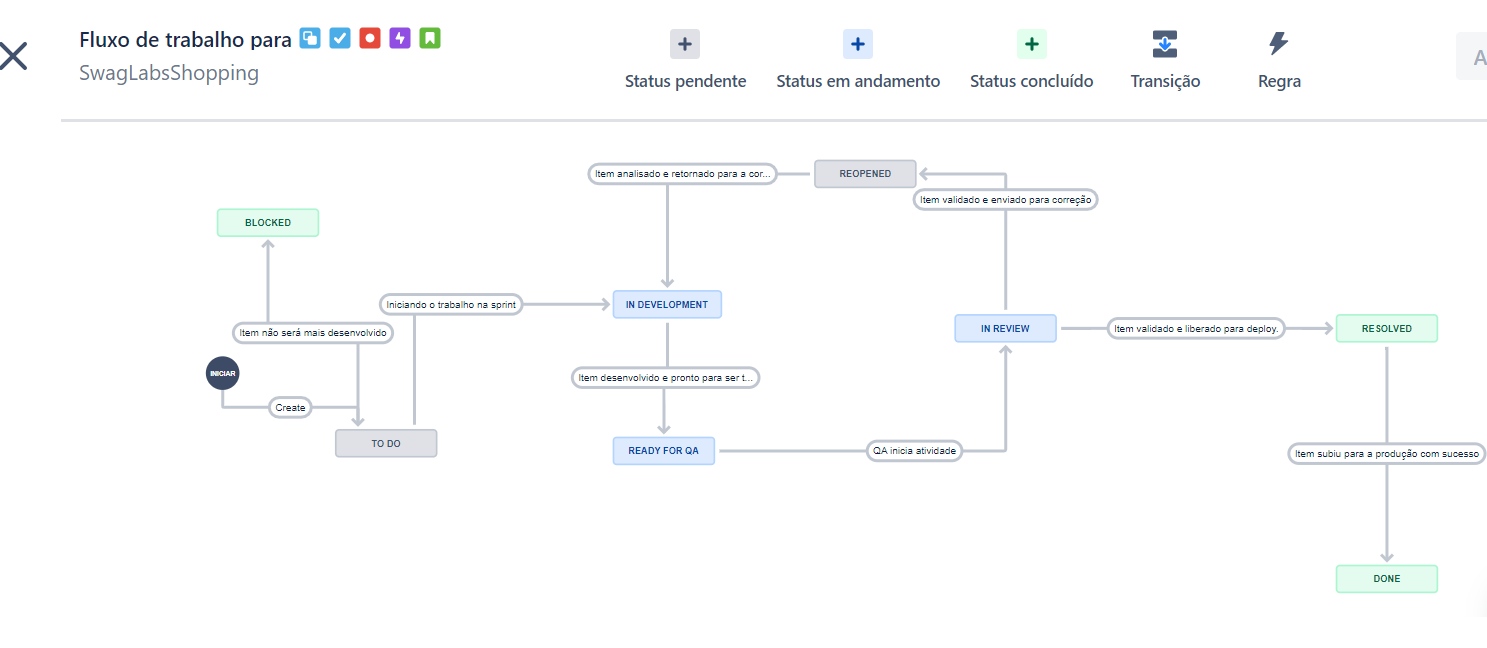 Fluxo de trabalho para
SwagLabsShopping
Status pendente
Status em andamento
Status concluído
Transição
Regra
A
Item analisado e retornado para a cor...
REOPENED
Item validado e enviado para correção
BLOCKED
Iniciando o trabalho na sprint
IN DEVELOPMENT
Item não será mais desenvolvido
IN REVIEW
Item validado e liberado para deploy.
RESOLVED
INICIAR
Item desenvolvido e pronto para ser t...
Create
TO DO
READY FOR QA
QA inicia atividade
Item subiu para a produção com sucesso
DONE